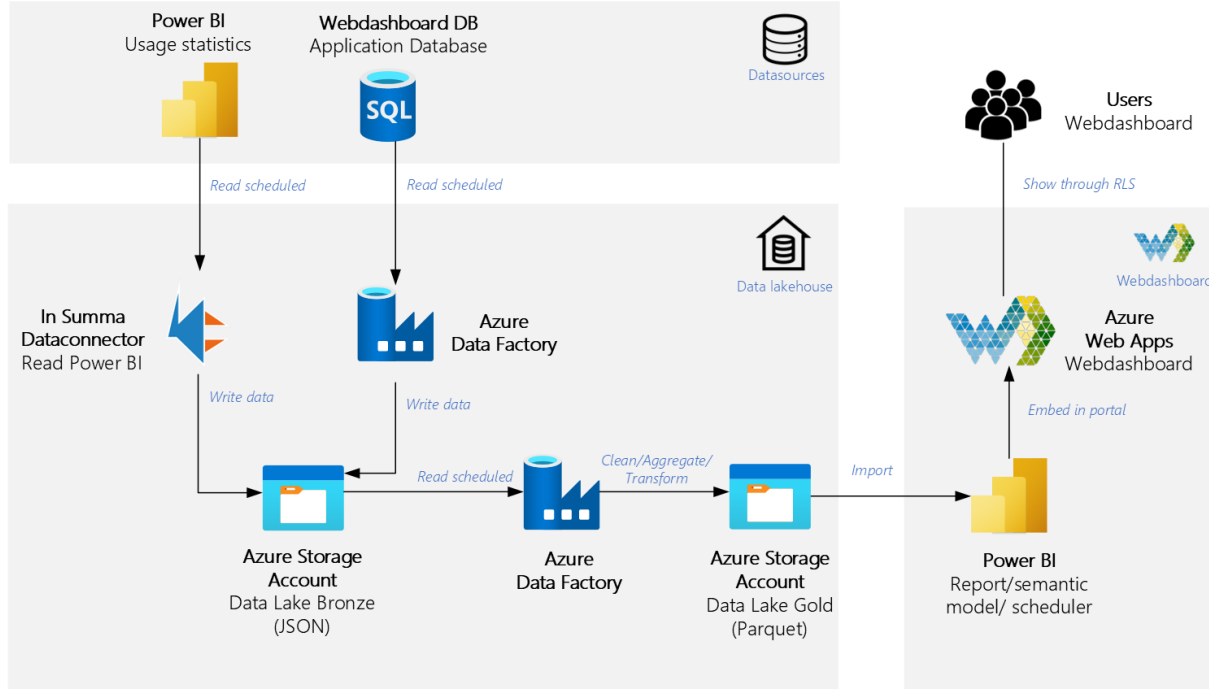 Power BI
Usage statistics
Webdashboard DB
Application Database
SQL
Datasources
Users
Webdashboard
Read scheduled
Read scheduled
Show through RLS
Data lakehouse
Webdashboard
In Summa
Dataconnector
Read Power BI
Azure
Data Factory
Azure
Web Apps
Webdashboard
Write data
Write data
Embed in portal
Read scheduled
Clean/Aggregate/
Transform
Import
Azure Storage
Account
Data Lake Bronze
(JSON)
Azure
Data Factory
Azure Storage
Account
Data Lake Gold
(Parquet)
Power BI
Report/semantic
model/ scheduler